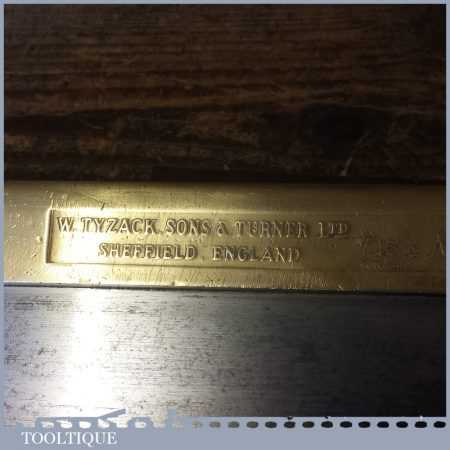 W. TYZACK, SONS & TURNER LTD
SHEFFIELD, ENGLAND
TOOLTIQUE